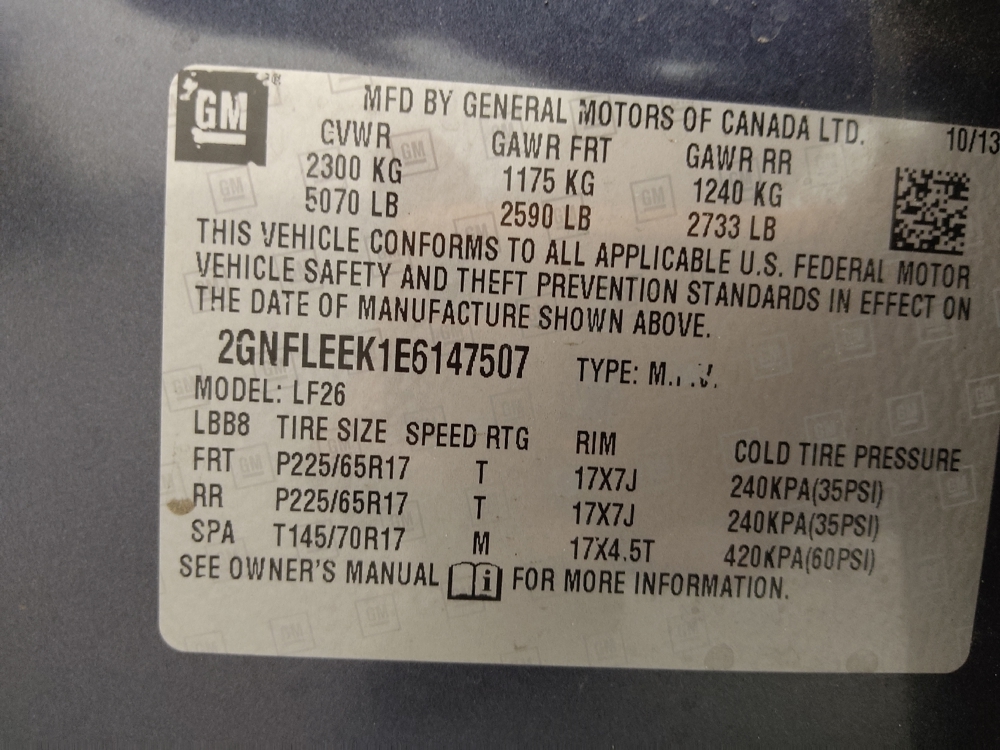 GM
MFD BY GENERAL MOTORS OF CANADA LTD. 10/13
GVWR GAWR FRT GAWR RR
2300 KG 1175 KG 1240 KG
5070 LB 2590 LB 2733 LB
THIS VEHICLE CONFORMS TO ALL APPLICABLE U.S. FEDERAL MOTOR
VEHICLE SAFETY AND THEFT PREVENTION STANDARDS IN EFFECT ON
THE DATE OF MANUFACTURE SHOWN ABOVE.
2GNFLEEK1E6147507 TYPE:
MODEL: LF26
LBB8 TIRE SIZE SPEED RTG RIM COLD TIRE PRESSURE
FRT P225/65R17 T 17X7J 240KPA(35PSI)
RR P225/65R17 T 17X7J 240KPA(35PSI)
SPA T145/70R17 M 17X4.5T 420KPA(60PSI)
SEE OWNER'S MANUAL i FOR MORE INFORMATION.